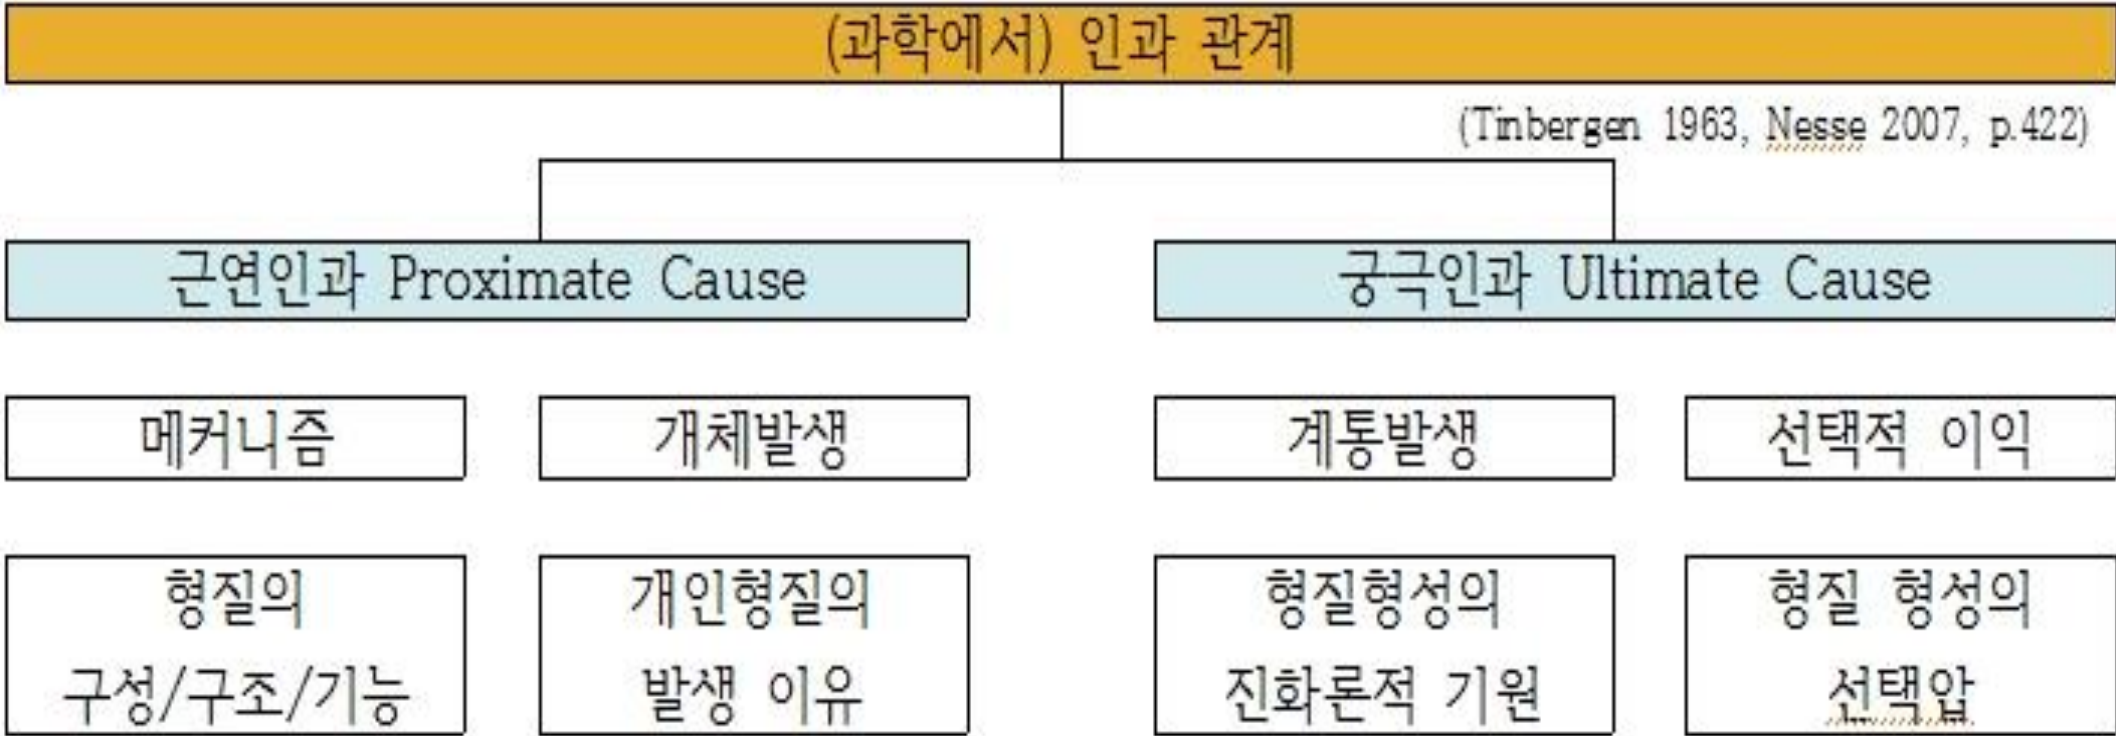 (과학에서) 인과 관계
(Tinbergen 1963, Nesse 2007, p.422)
근연인과 Proximate Cause
궁극인과 Ultimate Cause
메커니즘
개체발생
계통발생
선택적 이익
형질의
구성/구조/기능
개인형질의
발생 이유
형질형성의
진화론적 기원
형질 형성의
선택압